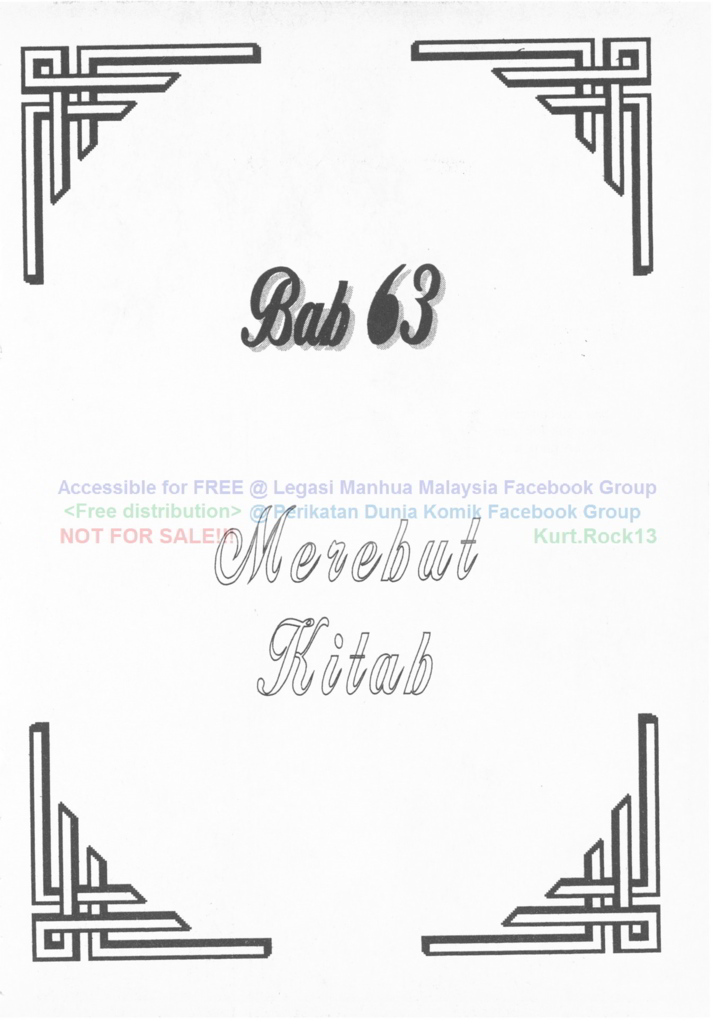 Bab 63
Accessible for FREE @ Legasi Manhua Malaysia Facebook Group
<Free distribution> @ Perikatan Dunia Komik Facebook Group
NOT FOR SALE!!! Kurt.Rock13
Merebut
Kitab